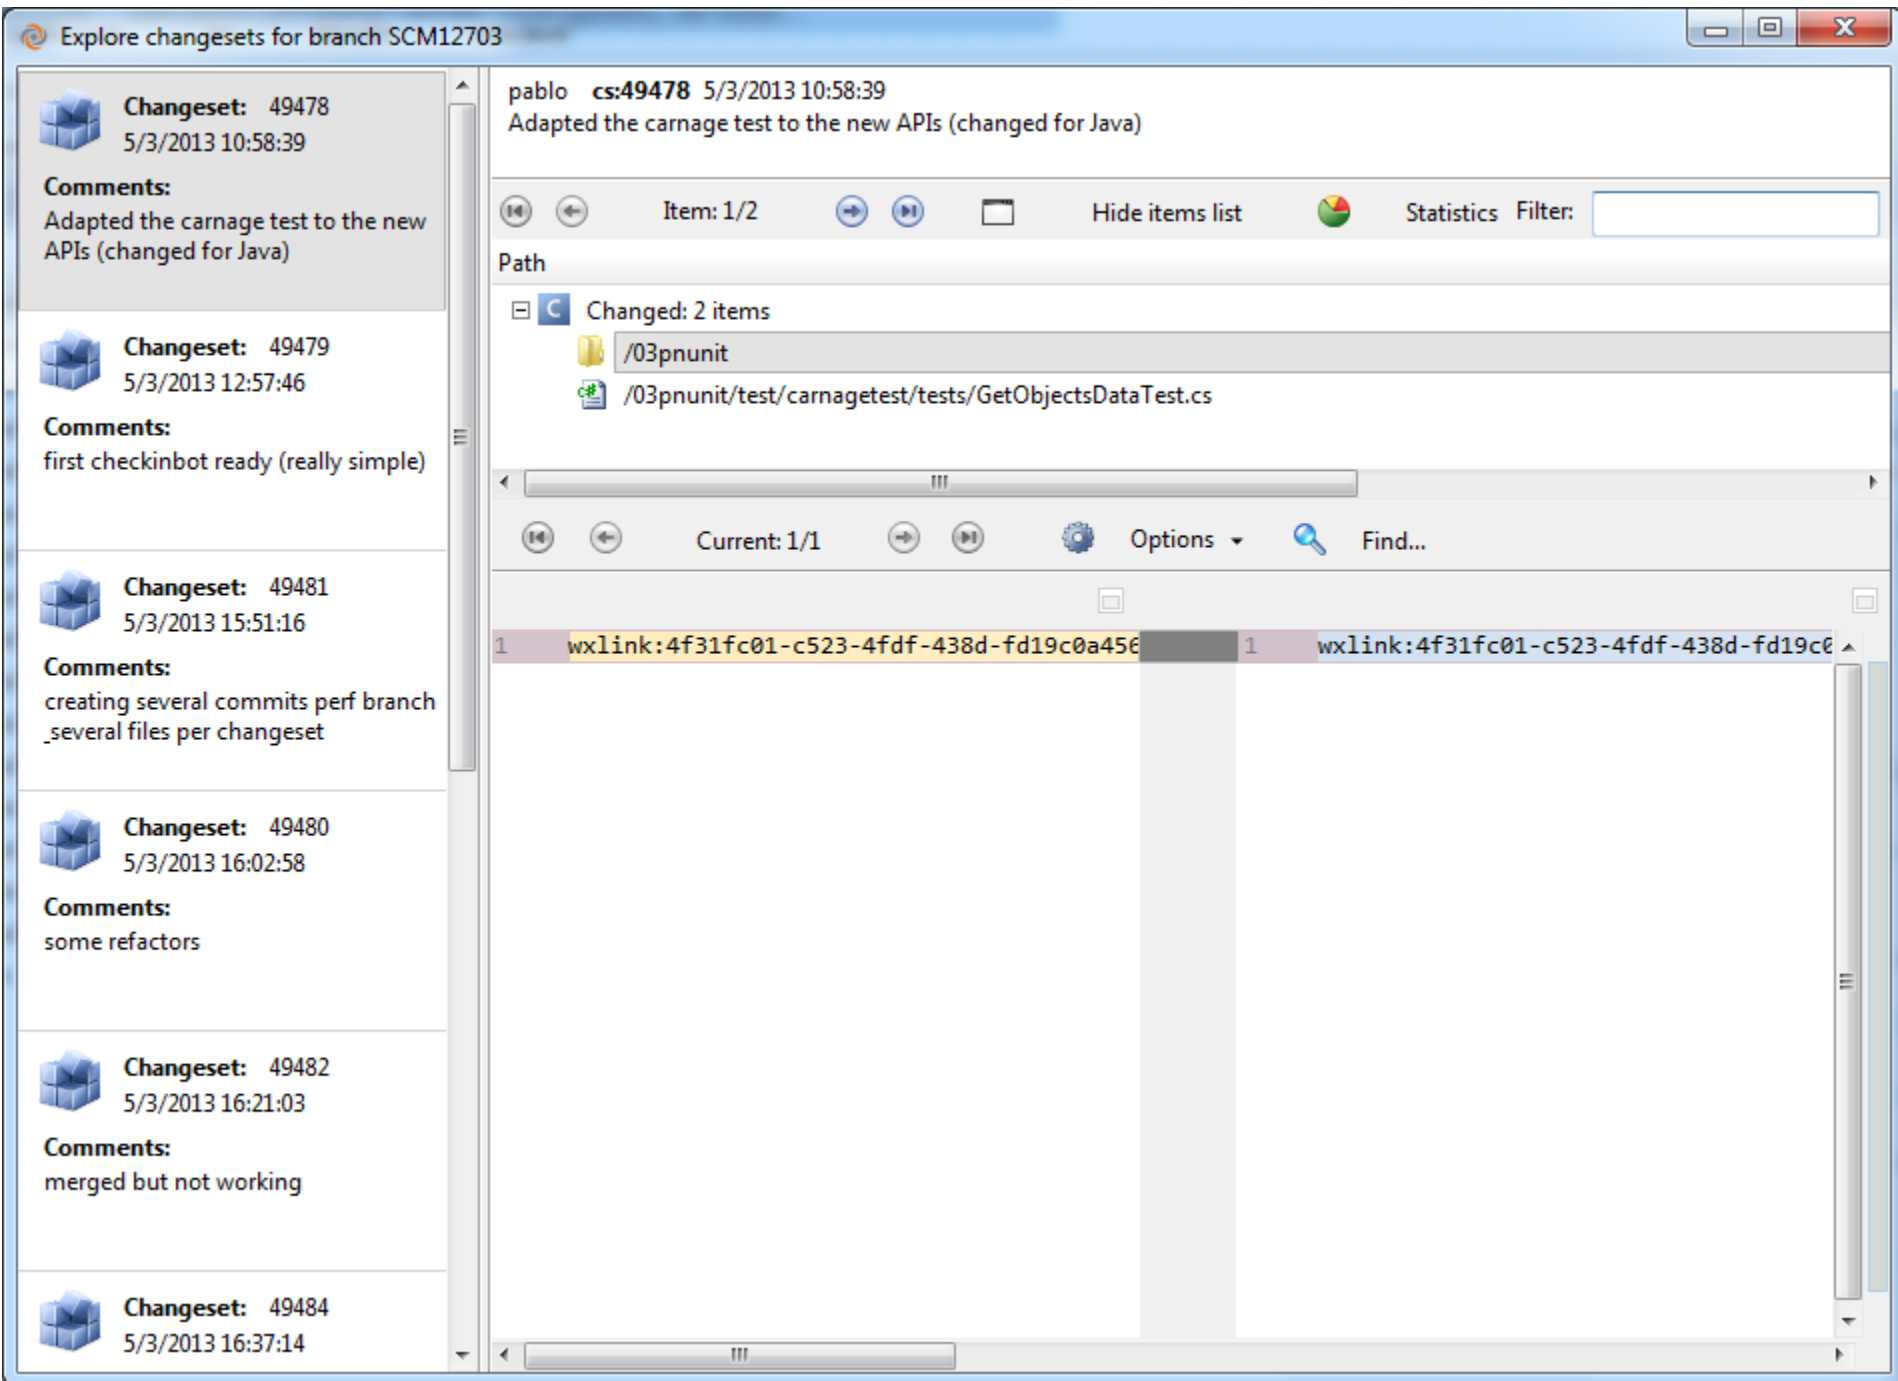 Explore changesets for branch SCM12703
Changeset: 49478
5/3/2013 10:58:39
Comments:
Adapted the carnage test to the new
APIs (changed for Java)
Changeset: 49479
5/3/2013 12:57:46
Comments:
first checkinbot ready (really simple)
Changeset: 49481
5/3/2013 15:51:16
Comments:
creating several commits perf branch
_several files per changeset
Changeset: 49480
5/3/2013 16:02:58
Comments:
some refactors
Changeset: 49482
5/3/2013 16:21:03
Comments:
merged but not working
Changeset: 49484
5/3/2013 16:37:14
pablo cs:49478 5/3/2013 10:58:39
Adapted the carnage test to the new APIs (changed for Java)
Item: 1/2 Hide items list Statistics Filter:
Path
C Changed: 2 items
/03pnunit
c# /03pnunit/test/carnagetest/tests/GetObjectsDataTest.cs
Current: 1/1 Options Find...
1 wxlink:4f31fc01-c523-4fdf-438d-fd19c0a456 1 wxlink:4f31fc01-c523-4fdf-438d-fd19c